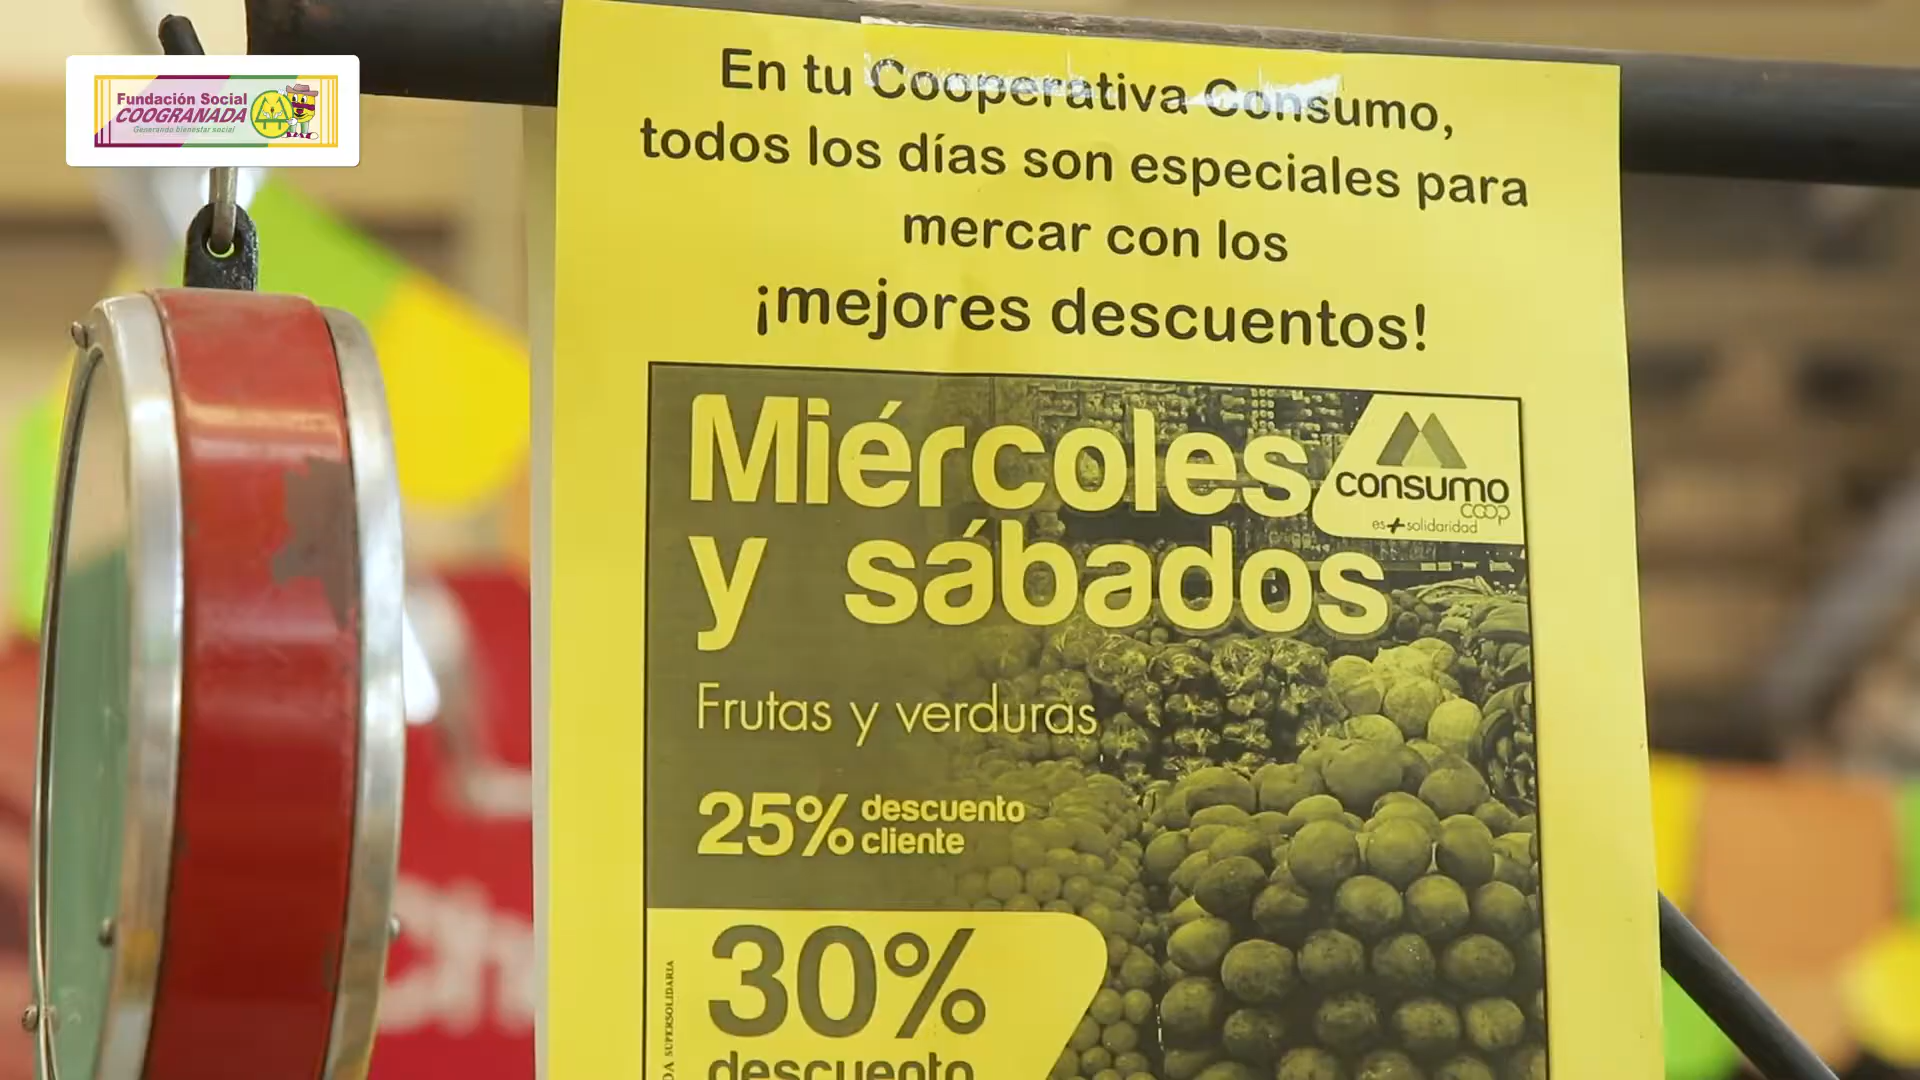 Fundación Social
COOGRANADA
Generando bienestar social
En tu Cooperativa Consumo,
todos los días son especiales para
mercar con los
¡mejores descuentos!
Miércoles
y sábados
consumo
coop
es+solidaridad
Frutas y verduras
25% descuento
cliente
30%
descuento
SUPERSOLIDARIA